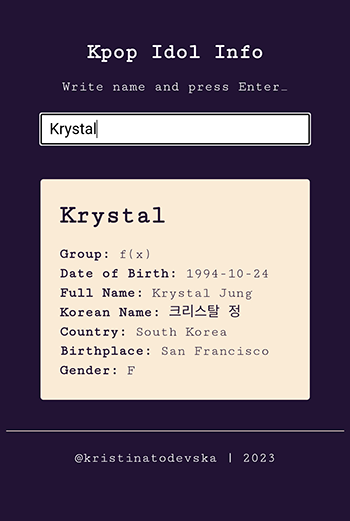 Kpop Idol Info
Write name and press Enter_
Krystal
Krystal
Group: f(x)
Date of Birth: 1994-10-24
Full Name: Krystal Jung
Korean Name: 크리스탈 정
Country: South Korea
Birthplace: San Francisco
Gender: F
@kristinatodevska | 2023